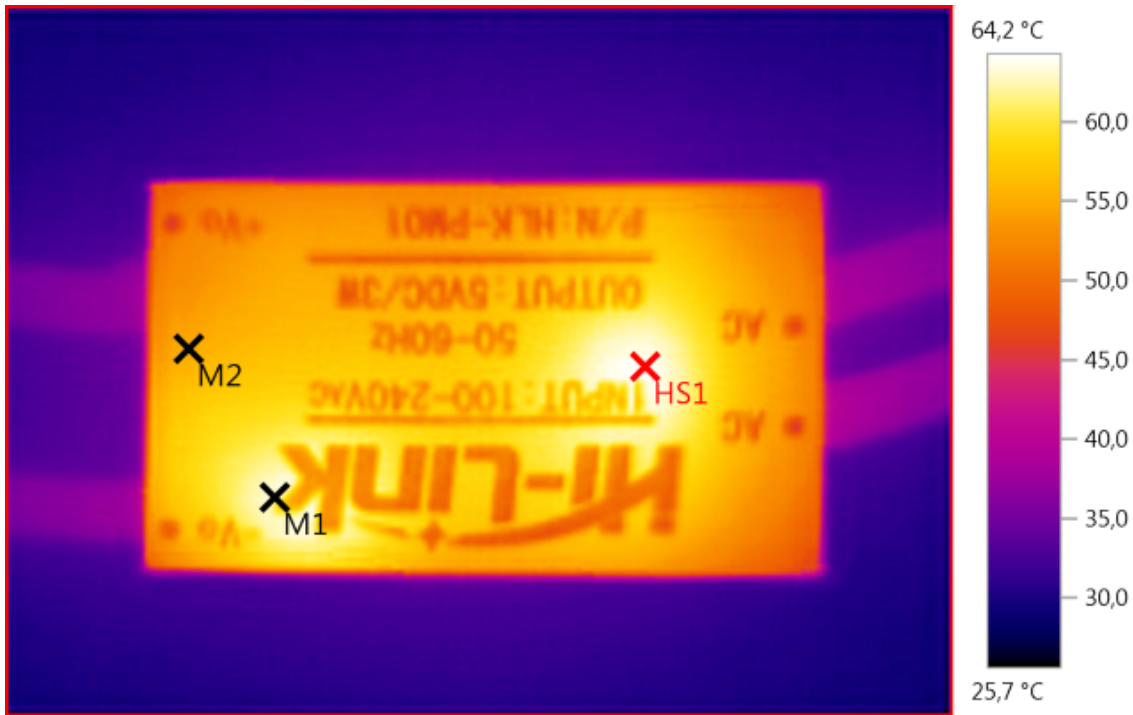 64,2 °C
60,0
55,0
50,0
45,0
40,0
35,0
30,0
25,7 °C
M2
HS1
M1
Hi-Link
-Vo
INPUT:100-240VAC
AC
50-60Hz
AC
OUTPUT:5VDC/3W
P/N:HLK-PM01
+Vo